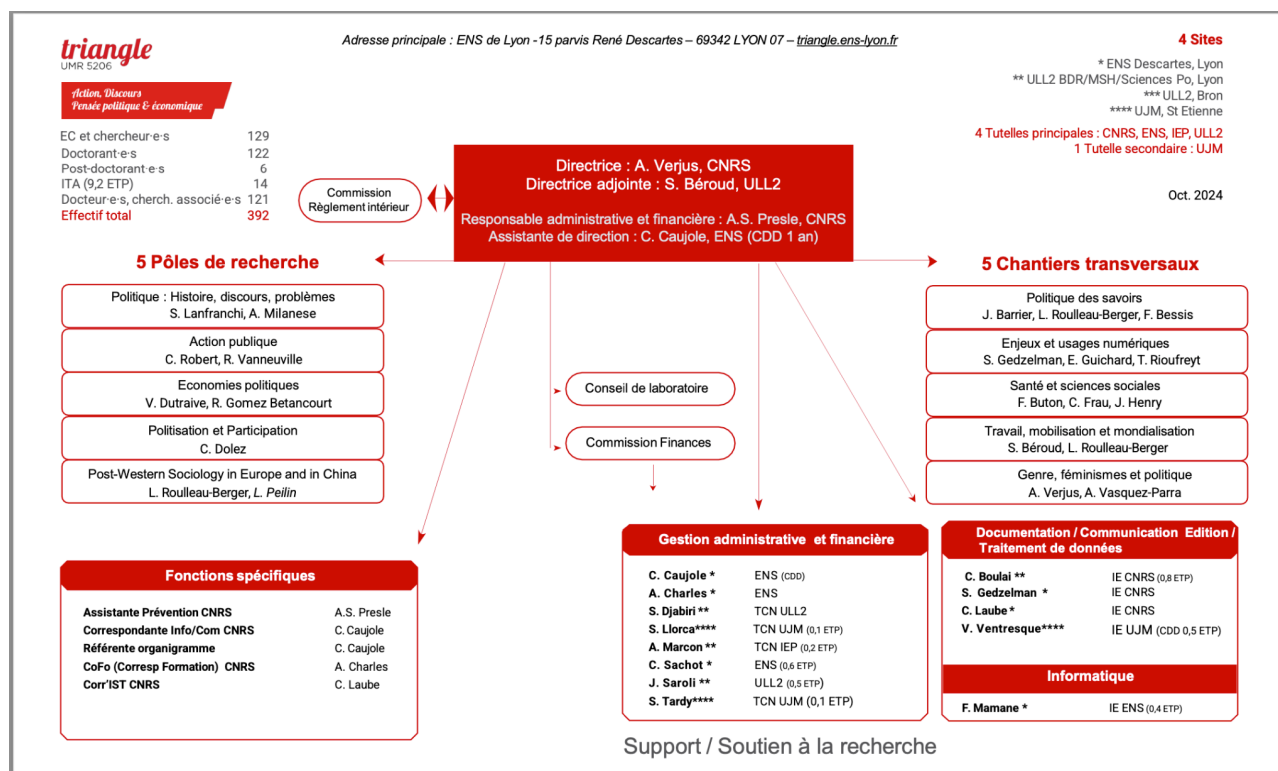 triangle
UMR 5206
Action, Discours
Pensée politique & économique
Adresse principale : ENS de Lyon -15 parvis René Descartes – 69342 LYON 07 – triangle.ens-lyon.fr
4 Sites
* ENS Descartes, Lyon
** ULL2 BDR/MSH/Sciences Po, Lyon
*** ULL2, Bron
**** UJM, St Etienne
4 Tutelles principales : CNRS, ENS, IEP, ULL2
1 Tutelle secondaire : UJM
Oct. 2024
EC et chercheur·e·s 129
Doctorant·e·s 122
Post-doctorant·e·s 6
ITA (9,2 ETP) 14
Docteur·e·s, cherch. associé·e·s 121
Effectif total 392
Commission
Règlement intérieur
Directrice : A. Verjus, CNRS
Directrice adjointe : S. Béroud, ULL2
Responsable administrative et financière : A.S. Presle, CNRS
Assistante de direction : C. Caujole, ENS (CDD 1 an)
5 Pôles de recherche
Politique : Histoire, discours, problèmes
S. Lanfranchi, A. Milanese
Action publique
C. Robert, R. Vanneuville
Economies politiques
V. Dutraive, R. Gomez Betancourt
Politisation et Participation
C. Dolez
Post-Western Sociology in Europe and in China
L. Roulleau-Berger, L. Peilin
Conseil de laboratoire
Commission Finances
5 Chantiers transversaux
Politique des savoirs
J. Barrier, L. Roulleau-Berger, F. Bessis
Enjeux et usages numériques
S. Gedzelman, E. Guichard, T. Rioufreyt
Santé et sciences sociales
F. Buton, C. Frau, J. Henry
Travail, mobilisation et mondialisation
S. Béroud, L. Roulleau-Berger
Genre, féminismes et politique
A. Verjus, A. Vasquez-Parra
Fonctions spécifiques
Assistante Prévention CNRS A.S. Presle
Correspondante Info/Com CNRS C. Caujole
Référente organigramme C. Caujole
CoFo (Corresp Formation) CNRS A. Charles
Corr'IST CNRS C. Laube
Gestion administrative et financière
C. Caujole * ENS (CDD)
A. Charles * ENS
S. Djabiri ** TCN ULL2
S. Llorca**** TCN UJM (0,1 ETP)
A. Marcon ** TCN IEP (0,2 ETP)
C. Sachot * ENS (0,6 ETP)
J. Saroli ** ULL2 (0,5 ETP)
S. Tardy**** TCN UJM (0,1 ETP)
Documentation / Communication Edition /
Traitement de données
C. Boulai ** IE CNRS (0,8 ETP)
S. Gedzelman * IE CNRS
C. Laube * IE CNRS
V. Ventresque**** IE UJM (CDD 0,5 ETP)
Informatique
F. Mamane * IE ENS (0,4 ETP)
Support / Soutien à la recherche